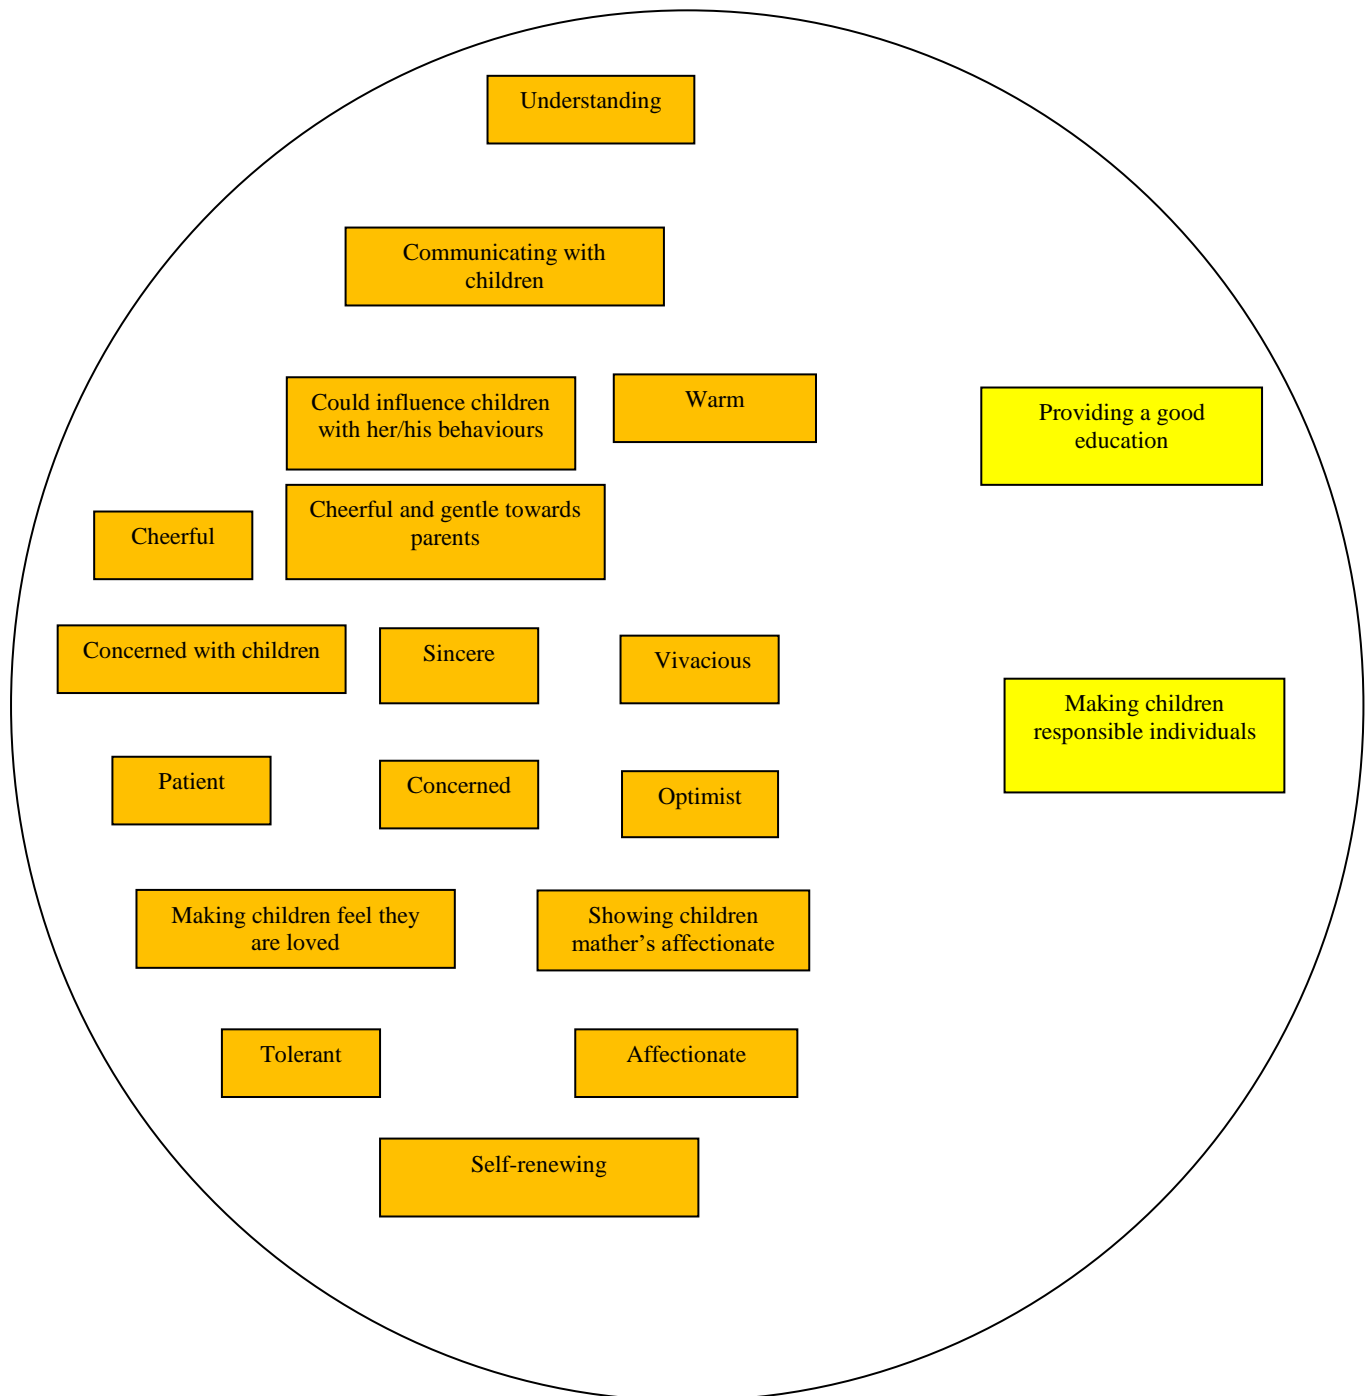 Understanding
Communicating with
children
Could influence children
with her/his behaviours
Warm
Providing a good
education
Cheerful
Cheerful and gentle towards
parents
Concerned with children
Sincere
Vivacious
Making children
responsible individuals
Patient
Concerned
Optimist
Making children feel they
are loved
Showing children
mather’s affectionate
Tolerant
Affectionate
Self-renewing